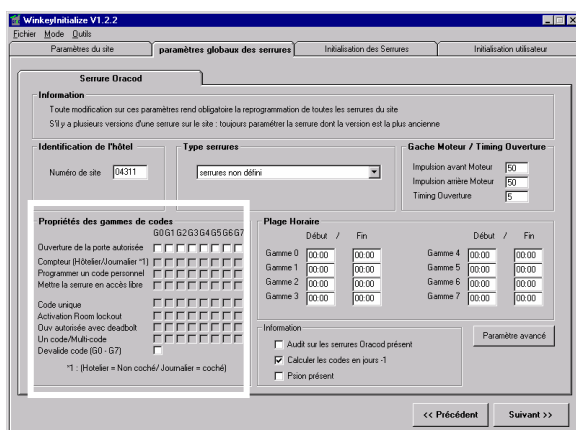 WinkeyInitialize V1.2.2
Fichier Mode Outils
Paramètres du site
paramètres globaux des serrures
Initialisation des Serrures
Initialisation utilisateur
Serrure Oracod
Information
Toute modification sur ces paramètres rend obligatoire la reprogrammation de toutes les serrures du site
S'il y a plusieurs versions d'une serrure sur le site : toujours paramétrer la serrure dont la version est la plus ancienne
Identification de l'hôtel
Numéro de site 04311
Type serrures
serrures non défini
Gache Moteur / Timing Ouverture
Impulsion avant Moteur 50
Impulsion arrière Moteur 50
Timing Ouverture 5
Propriétés des gammes de codes
G0 G1 G2 G3 G4 G5 G6 G7
Ouverture de la porte autorisée
Compteur (Hôtelier/Journalier *1)
Programmer un code personnel
Mettre la serrure en accès libre
Code unique
Activation Room lockout
Ouv autorisée avec deadbolt
Un code/Multi-code
Devalide code (G0 - G7)
*1 : (Hotelier = Non coché/ Journalier = coché)
Plage Horaire
Début / Fin Début / Fin
Gamme 0 00:00 00:00 Gamme 4 00:00 00:00
Gamme 1 00:00 00:00 Gamme 5 00:00 00:00
Gamme 2 00:00 00:00 Gamme 6 00:00 00:00
Gamme 3 00:00 00:00 Gamme 7 00:00 00:00
Information
Audit sur les serrures Oracod présent
Calculer les codes en jours -1
Psion présent
Paramètre avancé
<< Précédent
Suivant >>